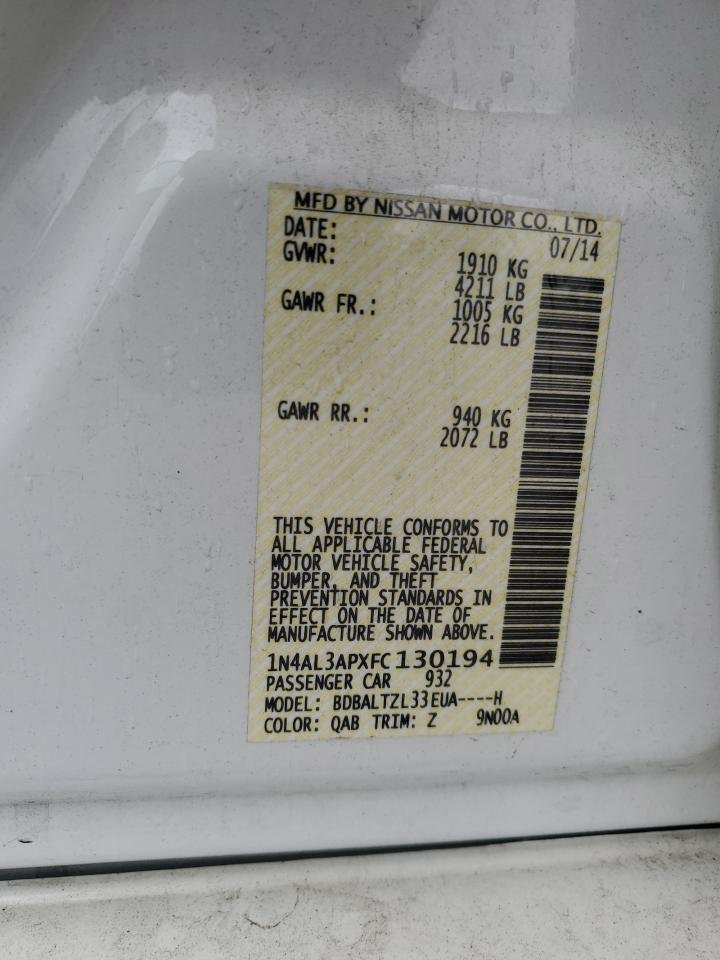 MFD BY NISSAN MOTOR CO., LTD.
DATE: 07/14
GVWR: 1910 KG
4211 LB
GAWR FR.: 1005 KG
2216 LB
GAWR RR.: 940 KG
2072 LB
THIS VEHICLE CONFORMS TO
ALL APPLICABLE FEDERAL
MOTOR VEHICLE SAFETY,
BUMPER, AND THEFT
PREVENTION STANDARDS IN
EFFECT ON THE DATE OF
MANUFACTURE SHOWN ABOVE.
1N4AL3APXFC130194
PASSENGER CAR 932
MODEL: BDBALTZL33EUA----H
COLOR: QAB TRIM: Z 9N00A